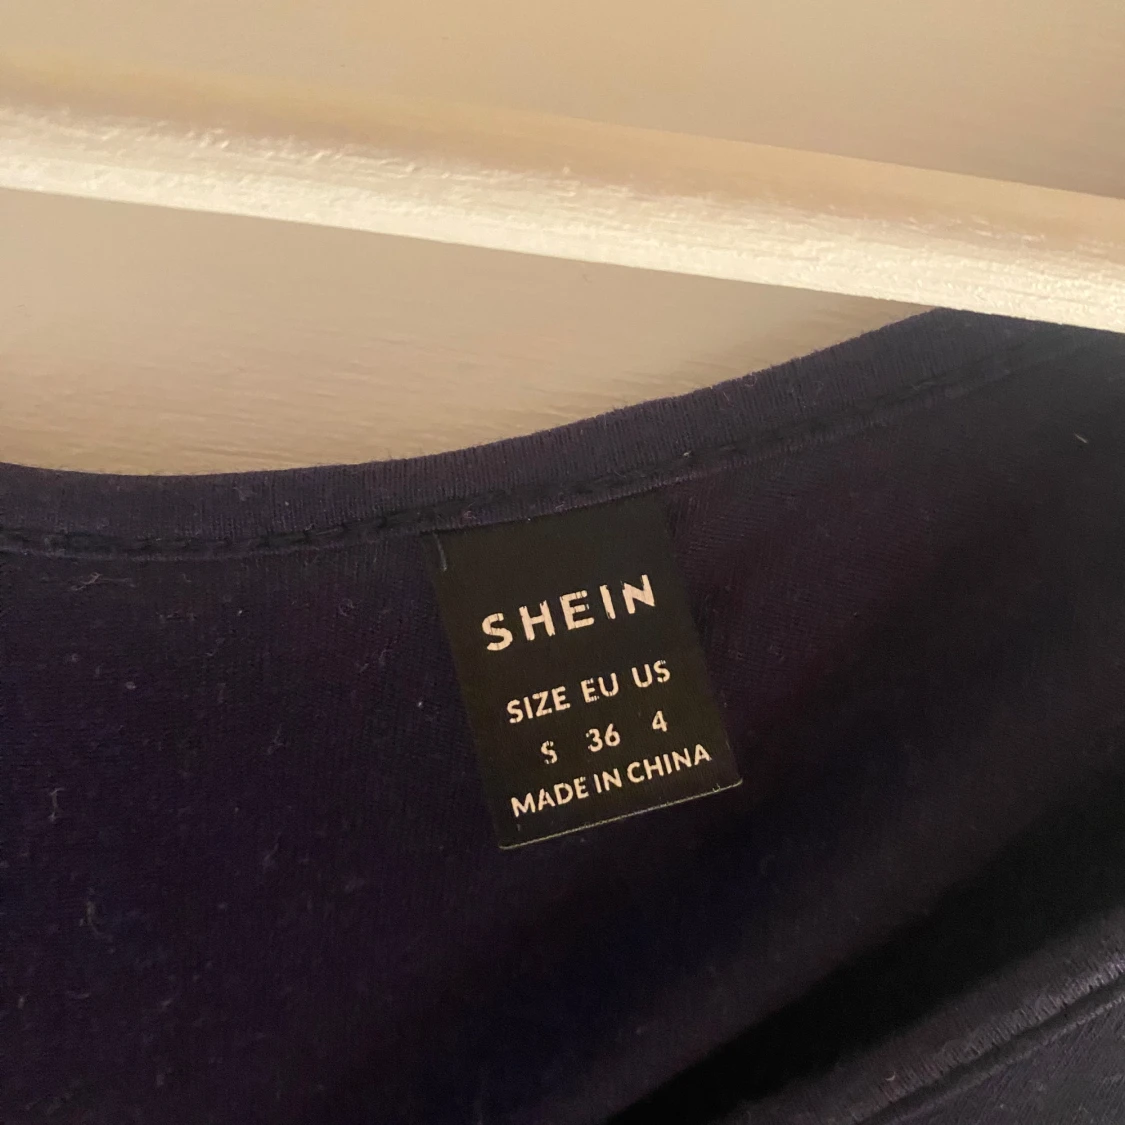 SHEIN
SIZE EU US
S 36 4
MADE IN CHINA